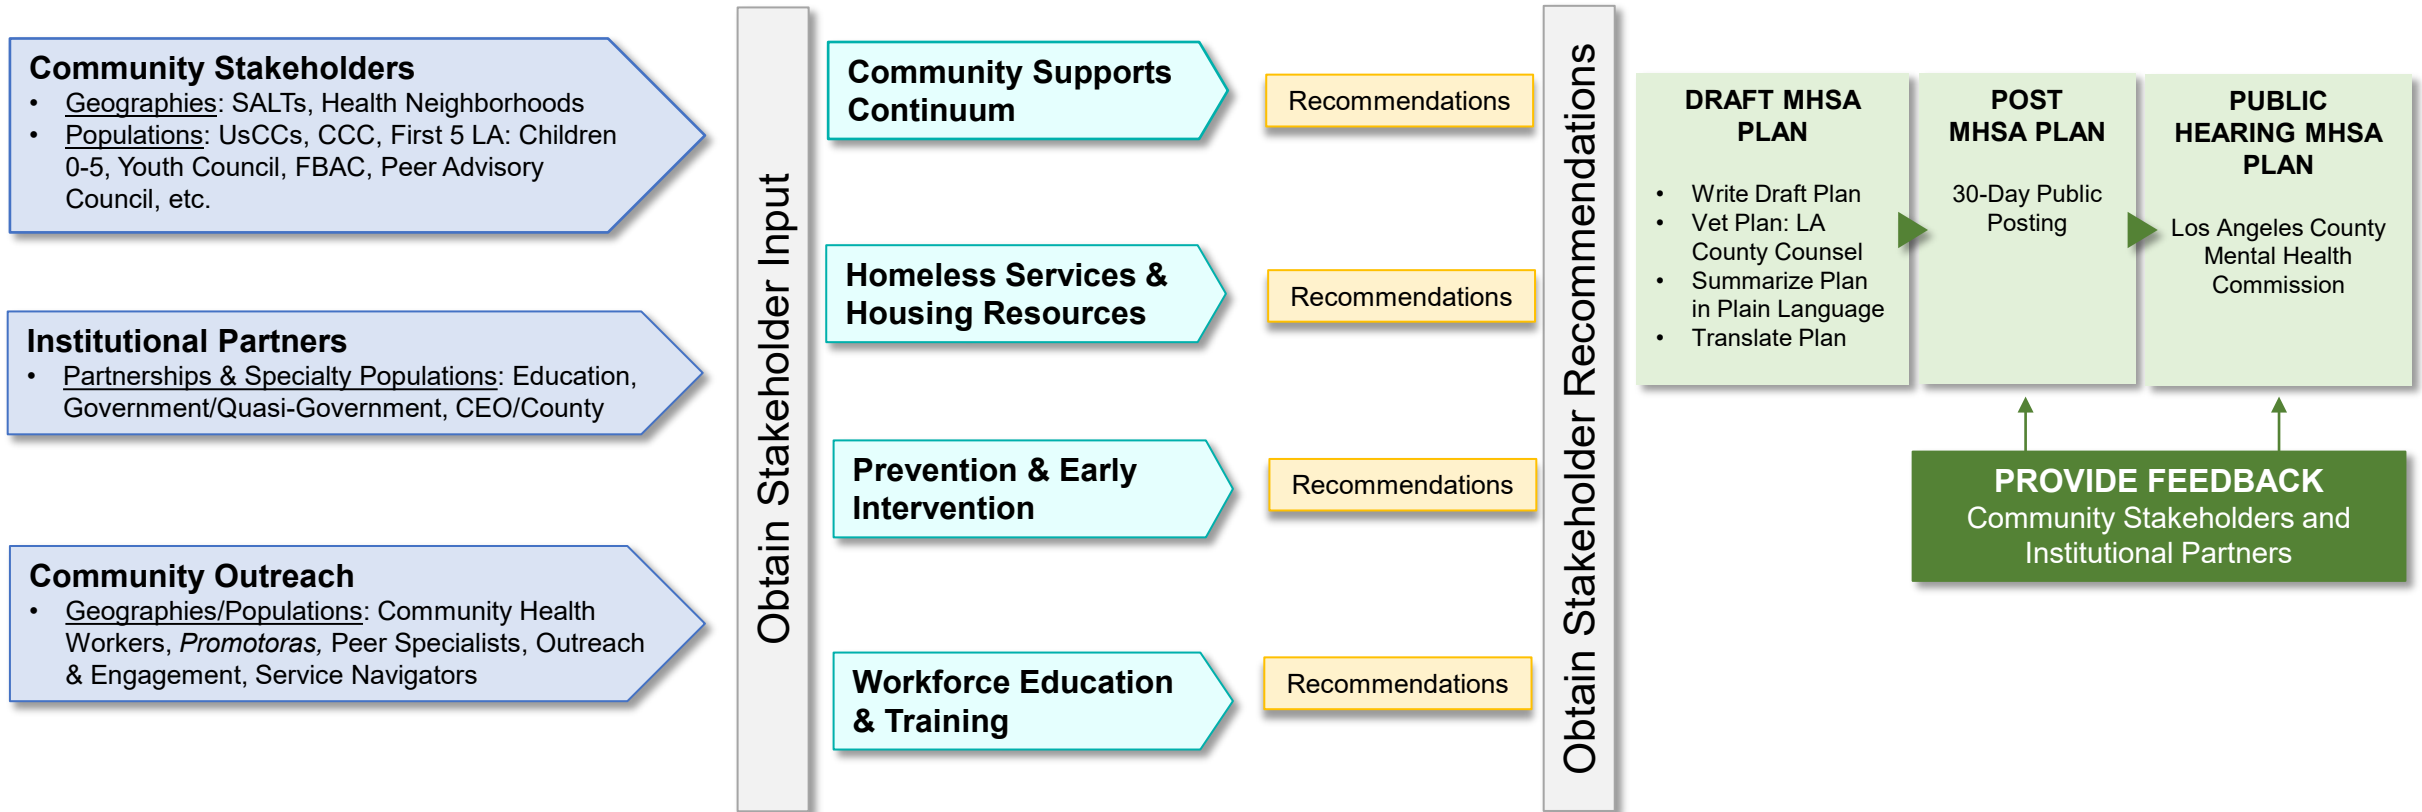 Community Stakeholders
• Geographies: SALTs, Health Neighborhoods
• Populations: UsCCs, CCC, First 5 LA: Children
0-5, Youth Council, FBAC, Peer Advisory
Council, etc.
Institutional Partners
• Partnerships & Specialty Populations: Education,
Government/Quasi-Government, CEO/County
Community Outreach
• Geographies/Populations: Community Health
Workers, Promotoras, Peer Specialists, Outreach
& Engagement, Service Navigators
Obtain Stakeholder Input
Community Supports
Continuum
Recommendations
Homeless Services &
Housing Resources
Recommendations
Prevention & Early
Intervention
Recommendations
Workforce Education
& Training
Recommendations
Obtain Stakeholder Recommendations
DRAFT MHSA
PLAN
• Write Draft Plan
• Vet Plan: LA
County Counsel
• Summarize Plan
in Plain Language
• Translate Plan
POST
MHSA PLAN
30-Day Public
Posting
PUBLIC
HEARING MHSA
PLAN
Los Angeles County
Mental Health
Commission
PROVIDE FEEDBACK
Community Stakeholders and
Institutional Partners